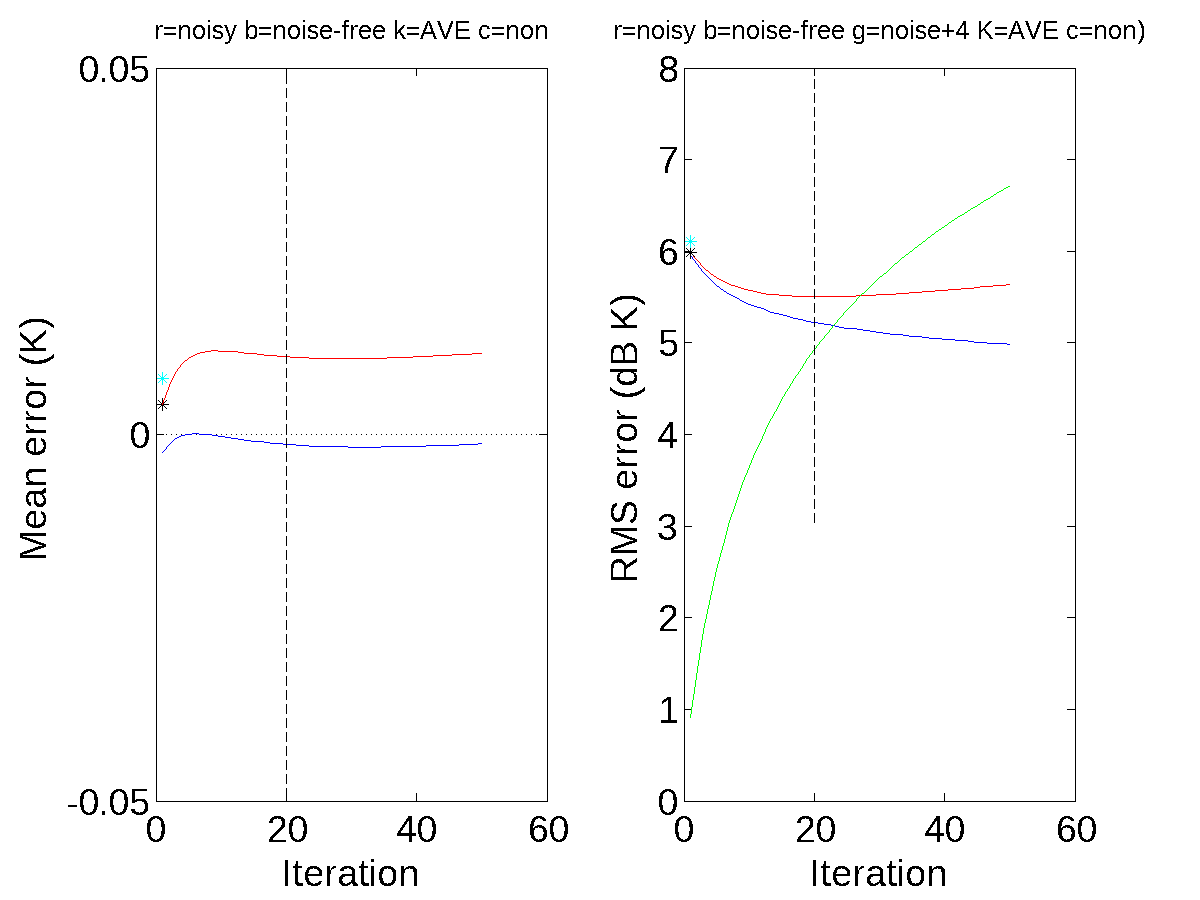 r=noisy b=noise-free k=AVE c=non
0.05
0
-0.05
0 20 40 60
Mean error (K)
Iteration
r=noisy b=noise-free g=noise+4 K=AVE c=non)
8
7
6
5
4
3
2
1
0
0 20 40 60
RMS error (dB K)
Iteration